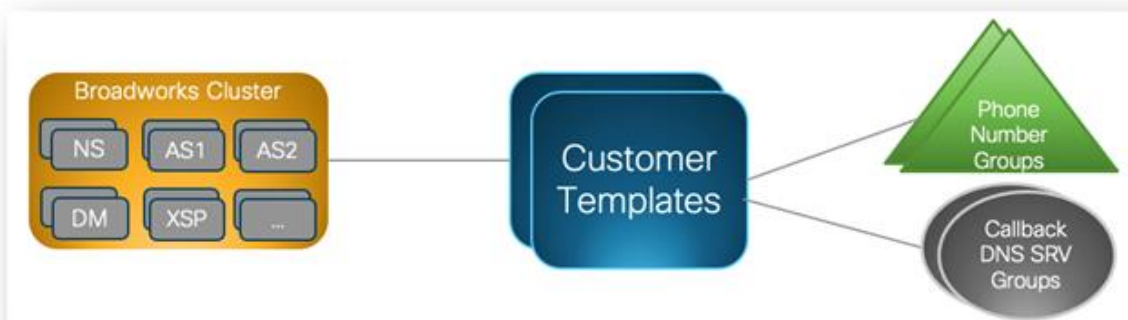 Broadworks Cluster
NS
AS1
AS2
DM
XSP
...
Customer
Templates
Phone
Number
Groups
Callback
DNS SRV
Groups